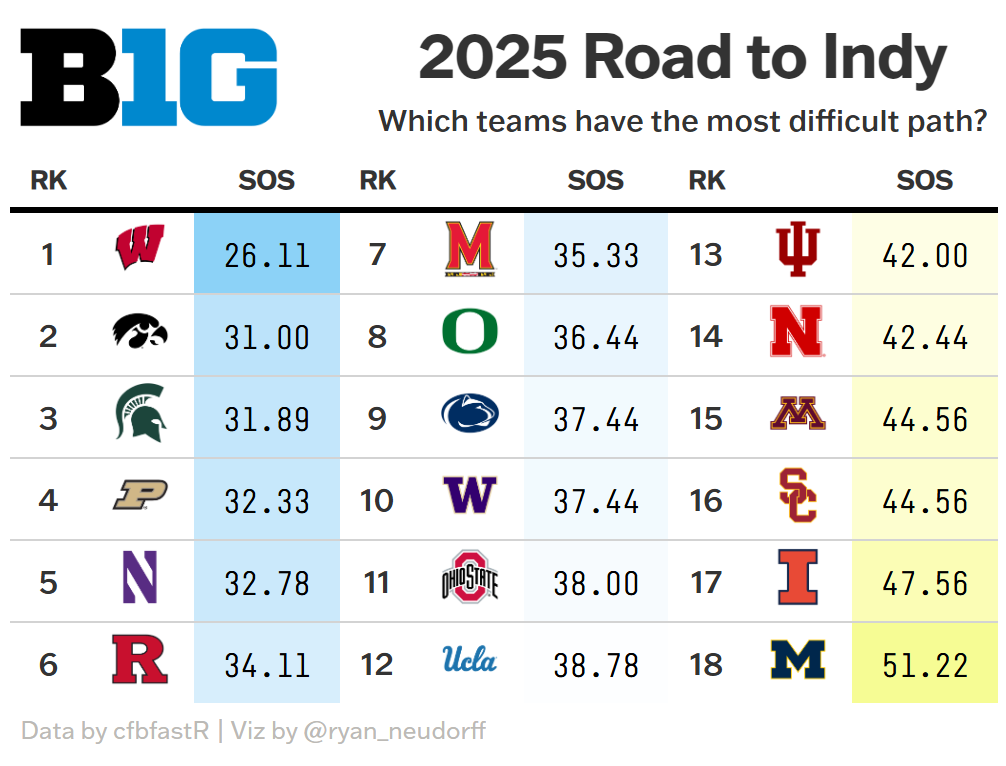 B1G
2025 Road to Indy
Which teams have the most difficult path?
RK SOS RK SOS RK SOS
1 W 26.11 7 M 35.33 13 IU 42.00
2 31.00 8 O 36.44 14 N 42.44
3 31.89 9 37.44 15 M 44.56
4 P 32.33 10 W 37.44 16 SC 44.56
5 N 32.78 11 OHIO STATE 38.00 17 I 47.56
6 R 34.11 12 Ucla 38.78 18 M 51.22
Data by cfbfastR | Viz by @ryan_neudorff